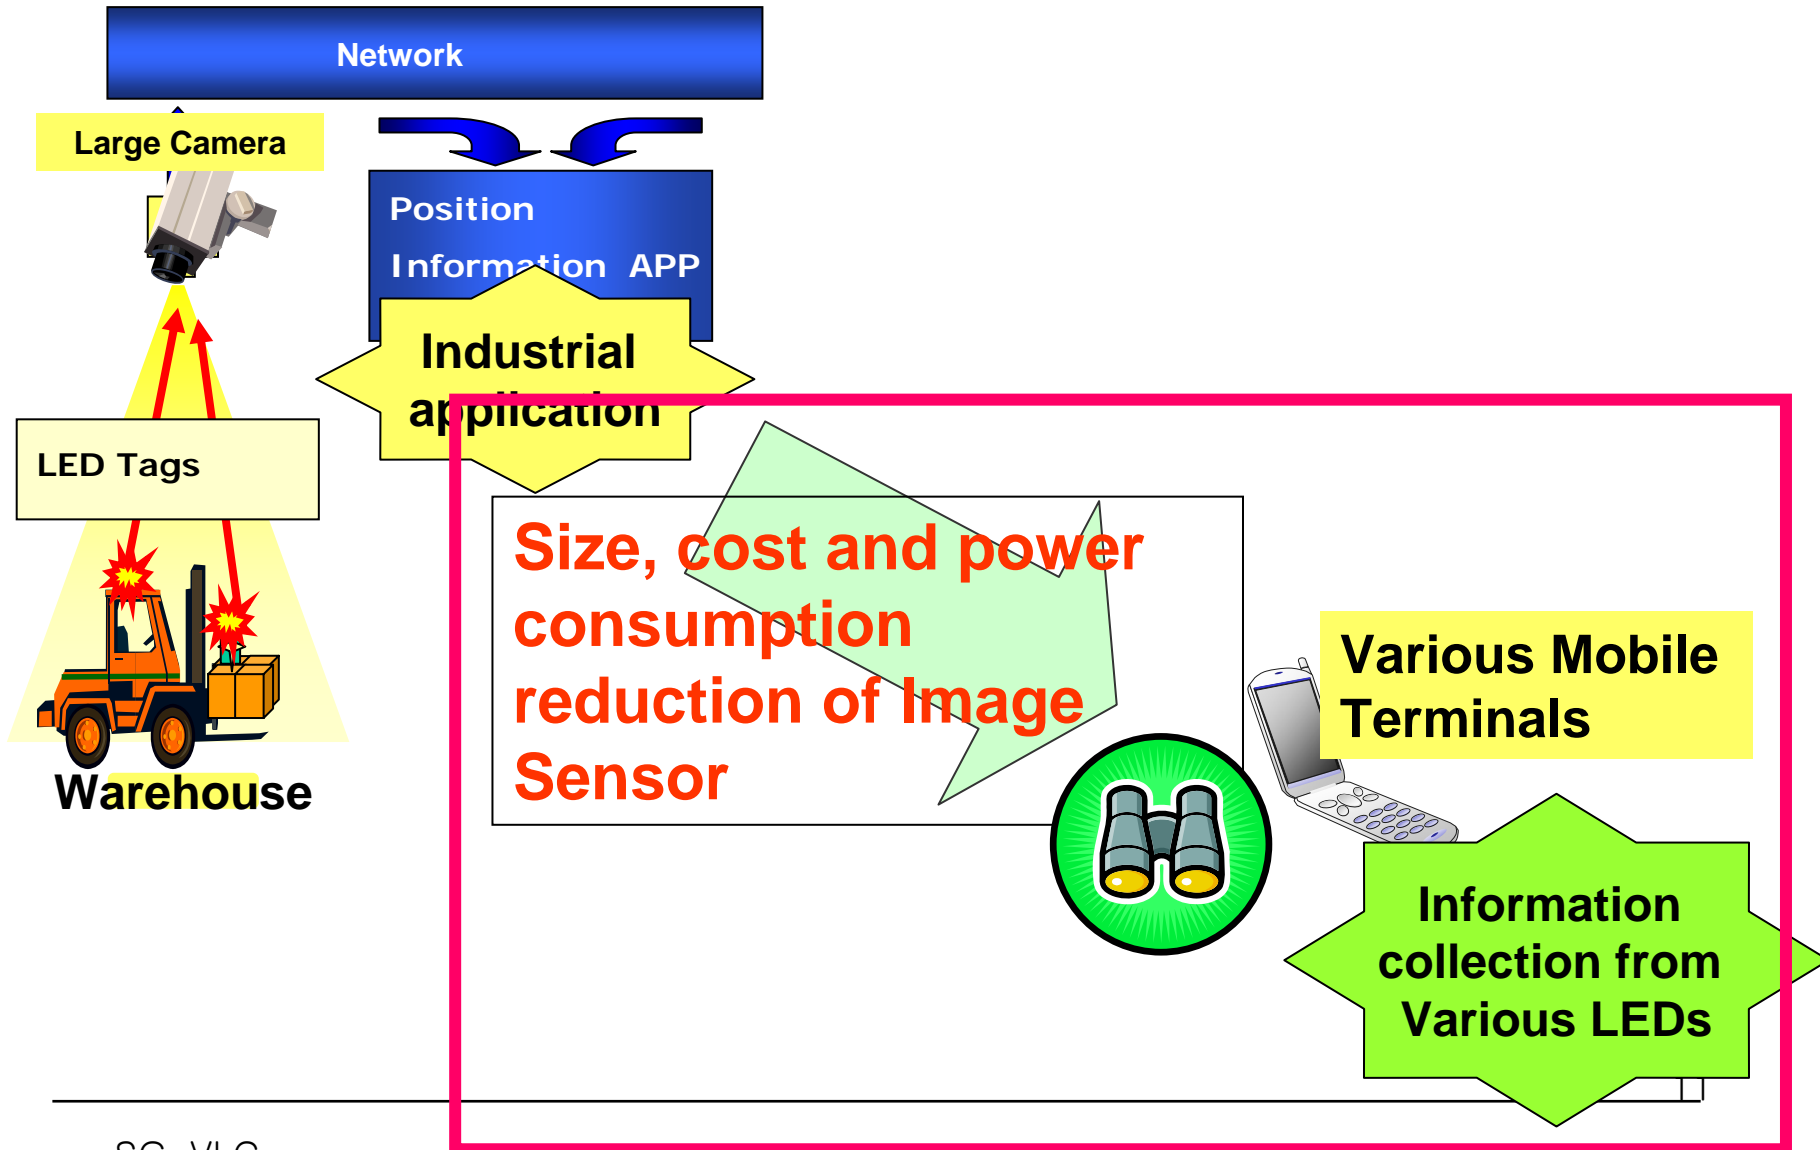 Network
Large Camera
Position
Information APP
Industrial
application
LED Tags
Size, cost and power
consumption
reduction of Image
Sensor
Various Mobile
Terminals
Warehouse
Information
collection from
Various LEDs